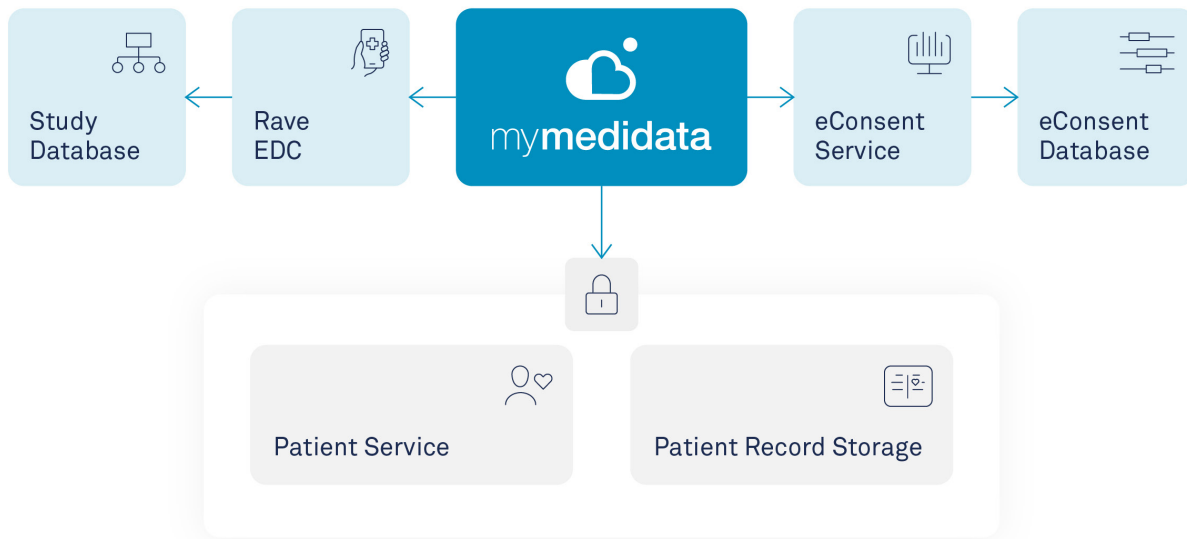 Study
Database
Rave
EDC
mymedidata
eConsent
Service
eConsent
Database
Patient Service
Patient Record Storage